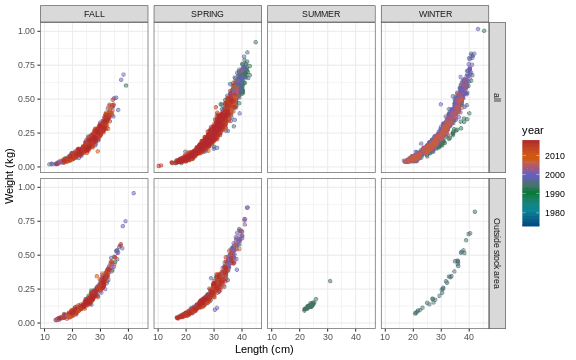 FALL SPRING SUMMER WINTER
1.00
0.75
0.50
0.25
0.00
all
1.00
0.75
0.50
0.25
0.00
Outside stock area
10 20 30 40 10 20 30 40 10 20 30 40 10 20 30 40
Length (cm)
Weight (kg)
year
2010
2000
1990
1980